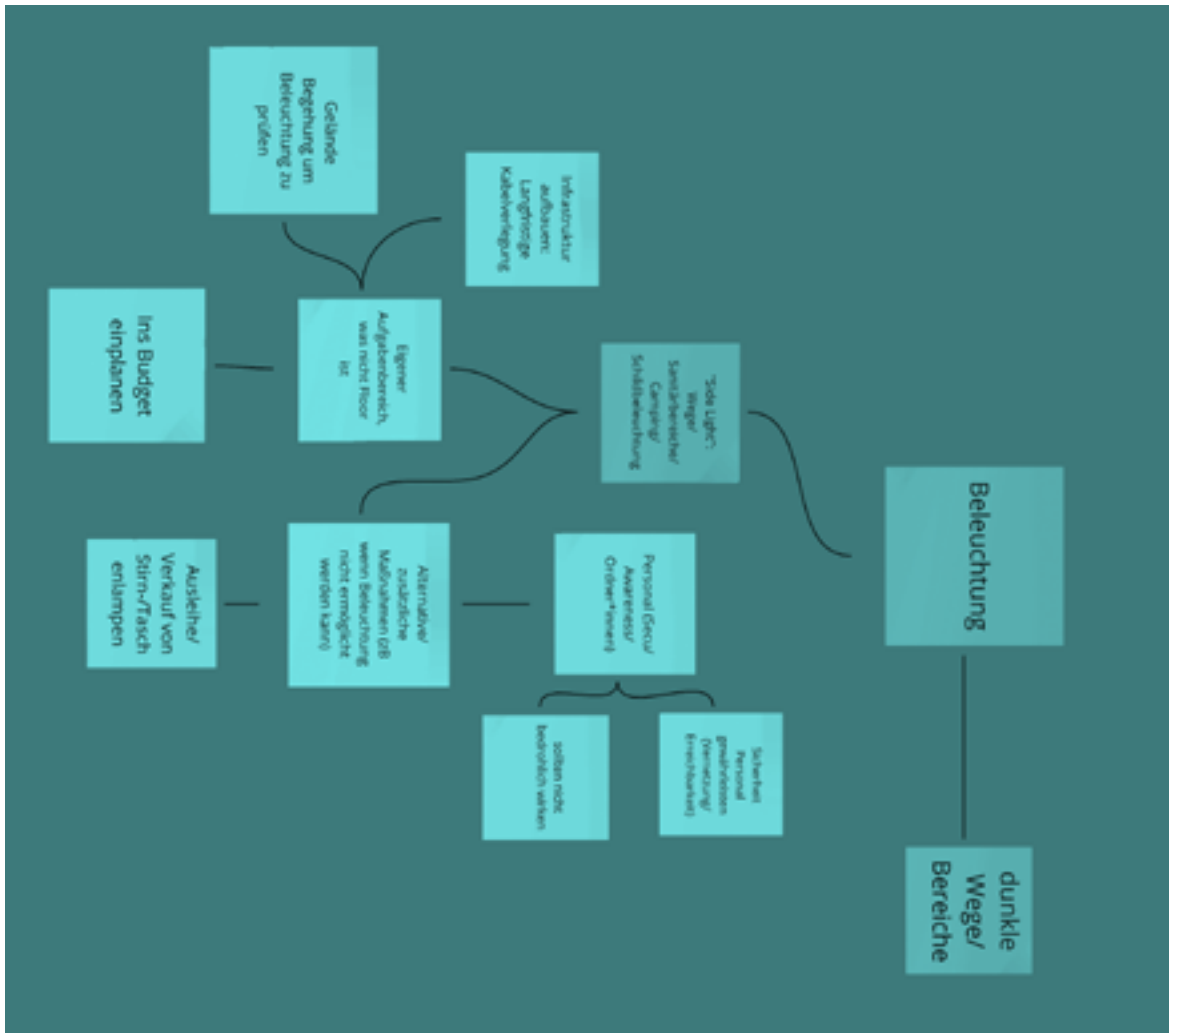 dunkle
Wege/
Bereiche
Beleuchtung
"Side Light":
Wege/
Sanitärbereiche/
Camping/
Schildbeleuchtung
Infrastruktur
aufbauen:
Langfristige
Kabelverlegung
Gelände
Begehung um
Beleuchtung zu
prüfen
Eigener
Aufgabenbereich,
was nicht Floor
ist
Ins Budget
einplanen
Sicherheit
Personal
gewährleisten
(Vernetzung/
Erreichbarkeit)
Personal (Secu/
Awareness/
Ordner*innen)
sollten nicht
bedrohlich wirken
Alternative/
zusätzliche
Maßnahmen (zB
wenn Beleuchtung
nicht ermöglicht
werden kann)
Ausleihe/
Verkauf von
Stirn-/Tasch
enlampen